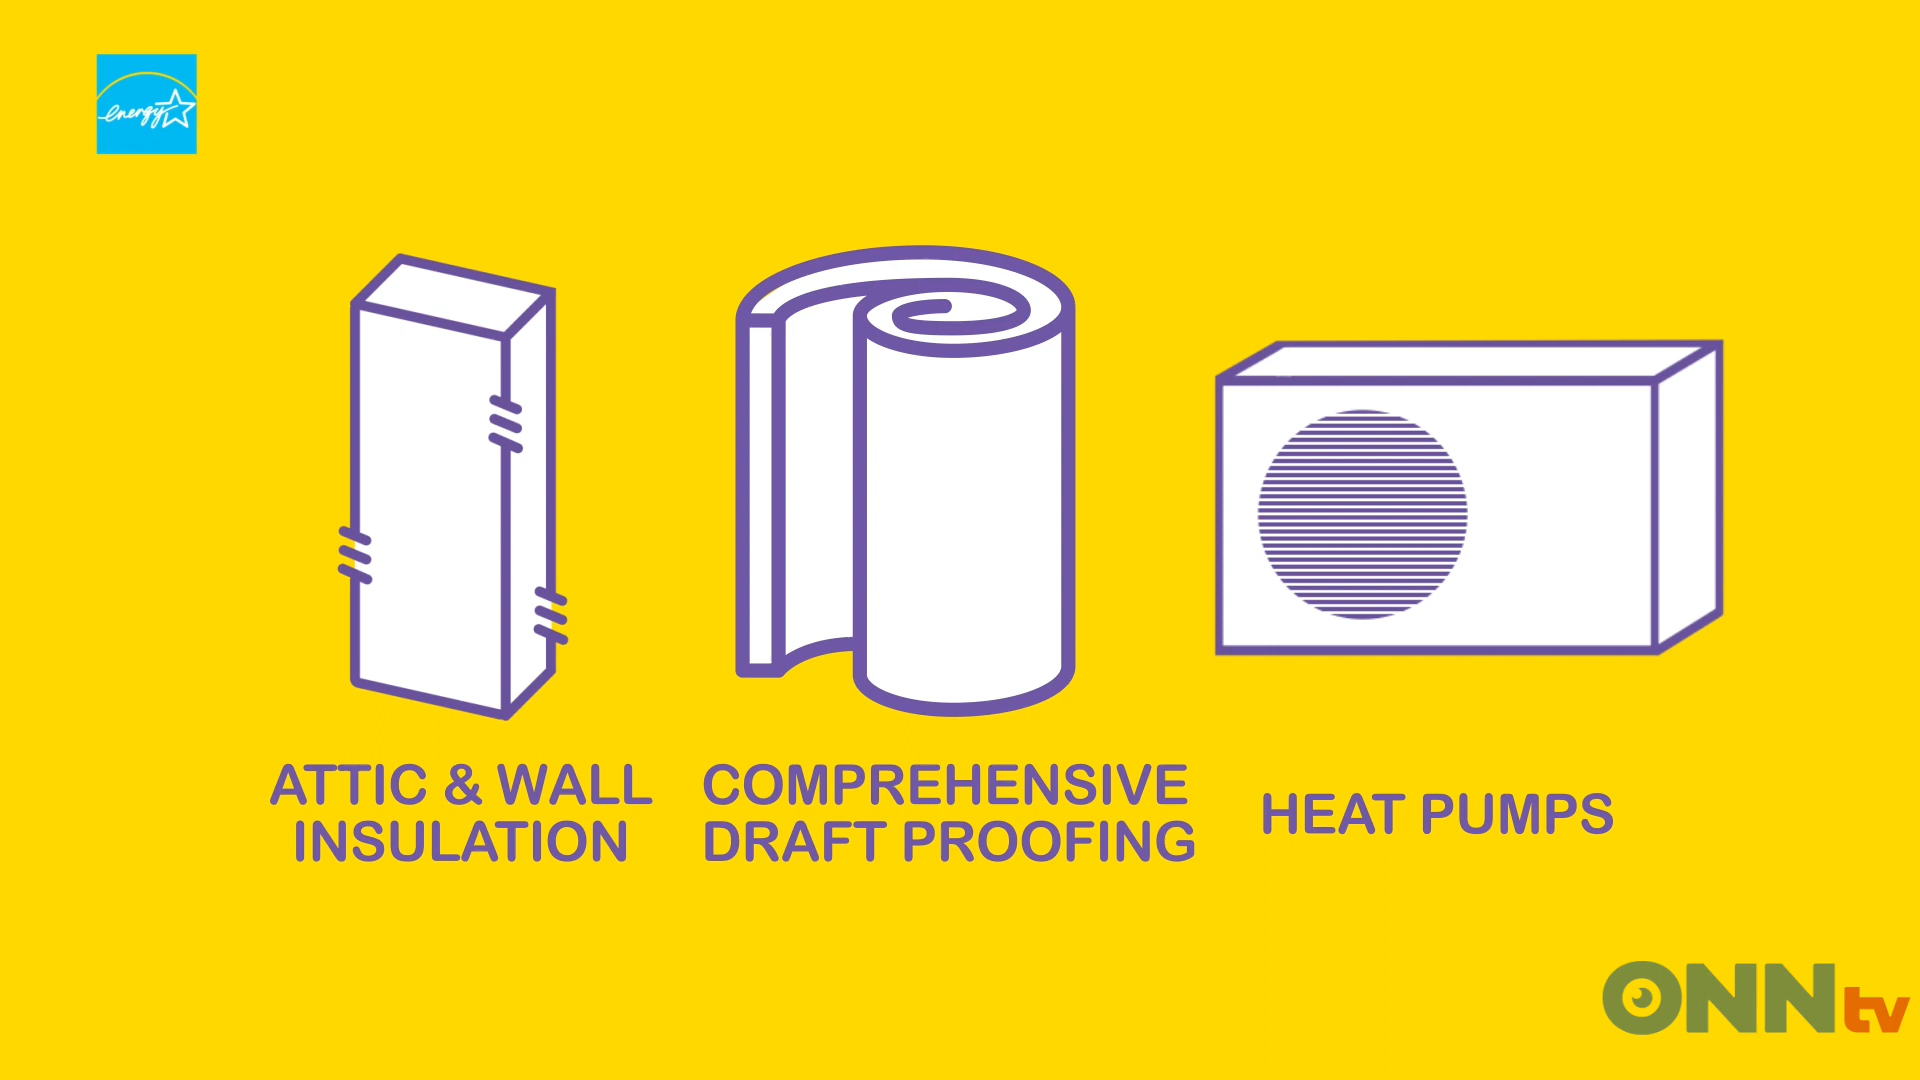 energy
ATTIC & WALL
INSULATION
COMPREHENSIVE
DRAFT PROOFING
HEAT PUMPS
ONNtv